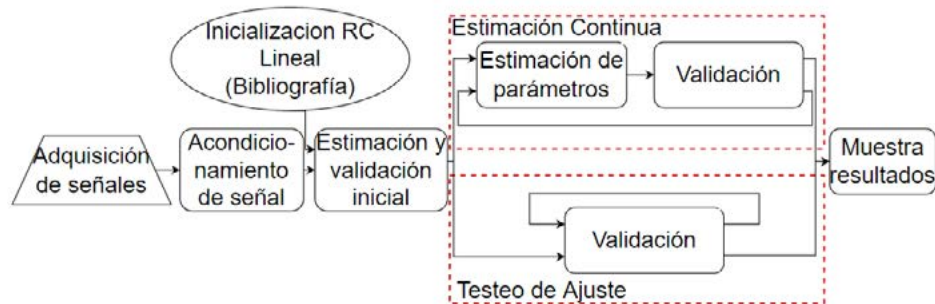 Inicializacion RC
Lineal
(Bibliografía)
Estimación Continua
Estimación de
parámetros
Validación
Adquisición
de señales
Acondicio-
namiento
de señal
Estimación y
validación
inicial
Muestra
resultados
Validación
Testeo de Ajuste